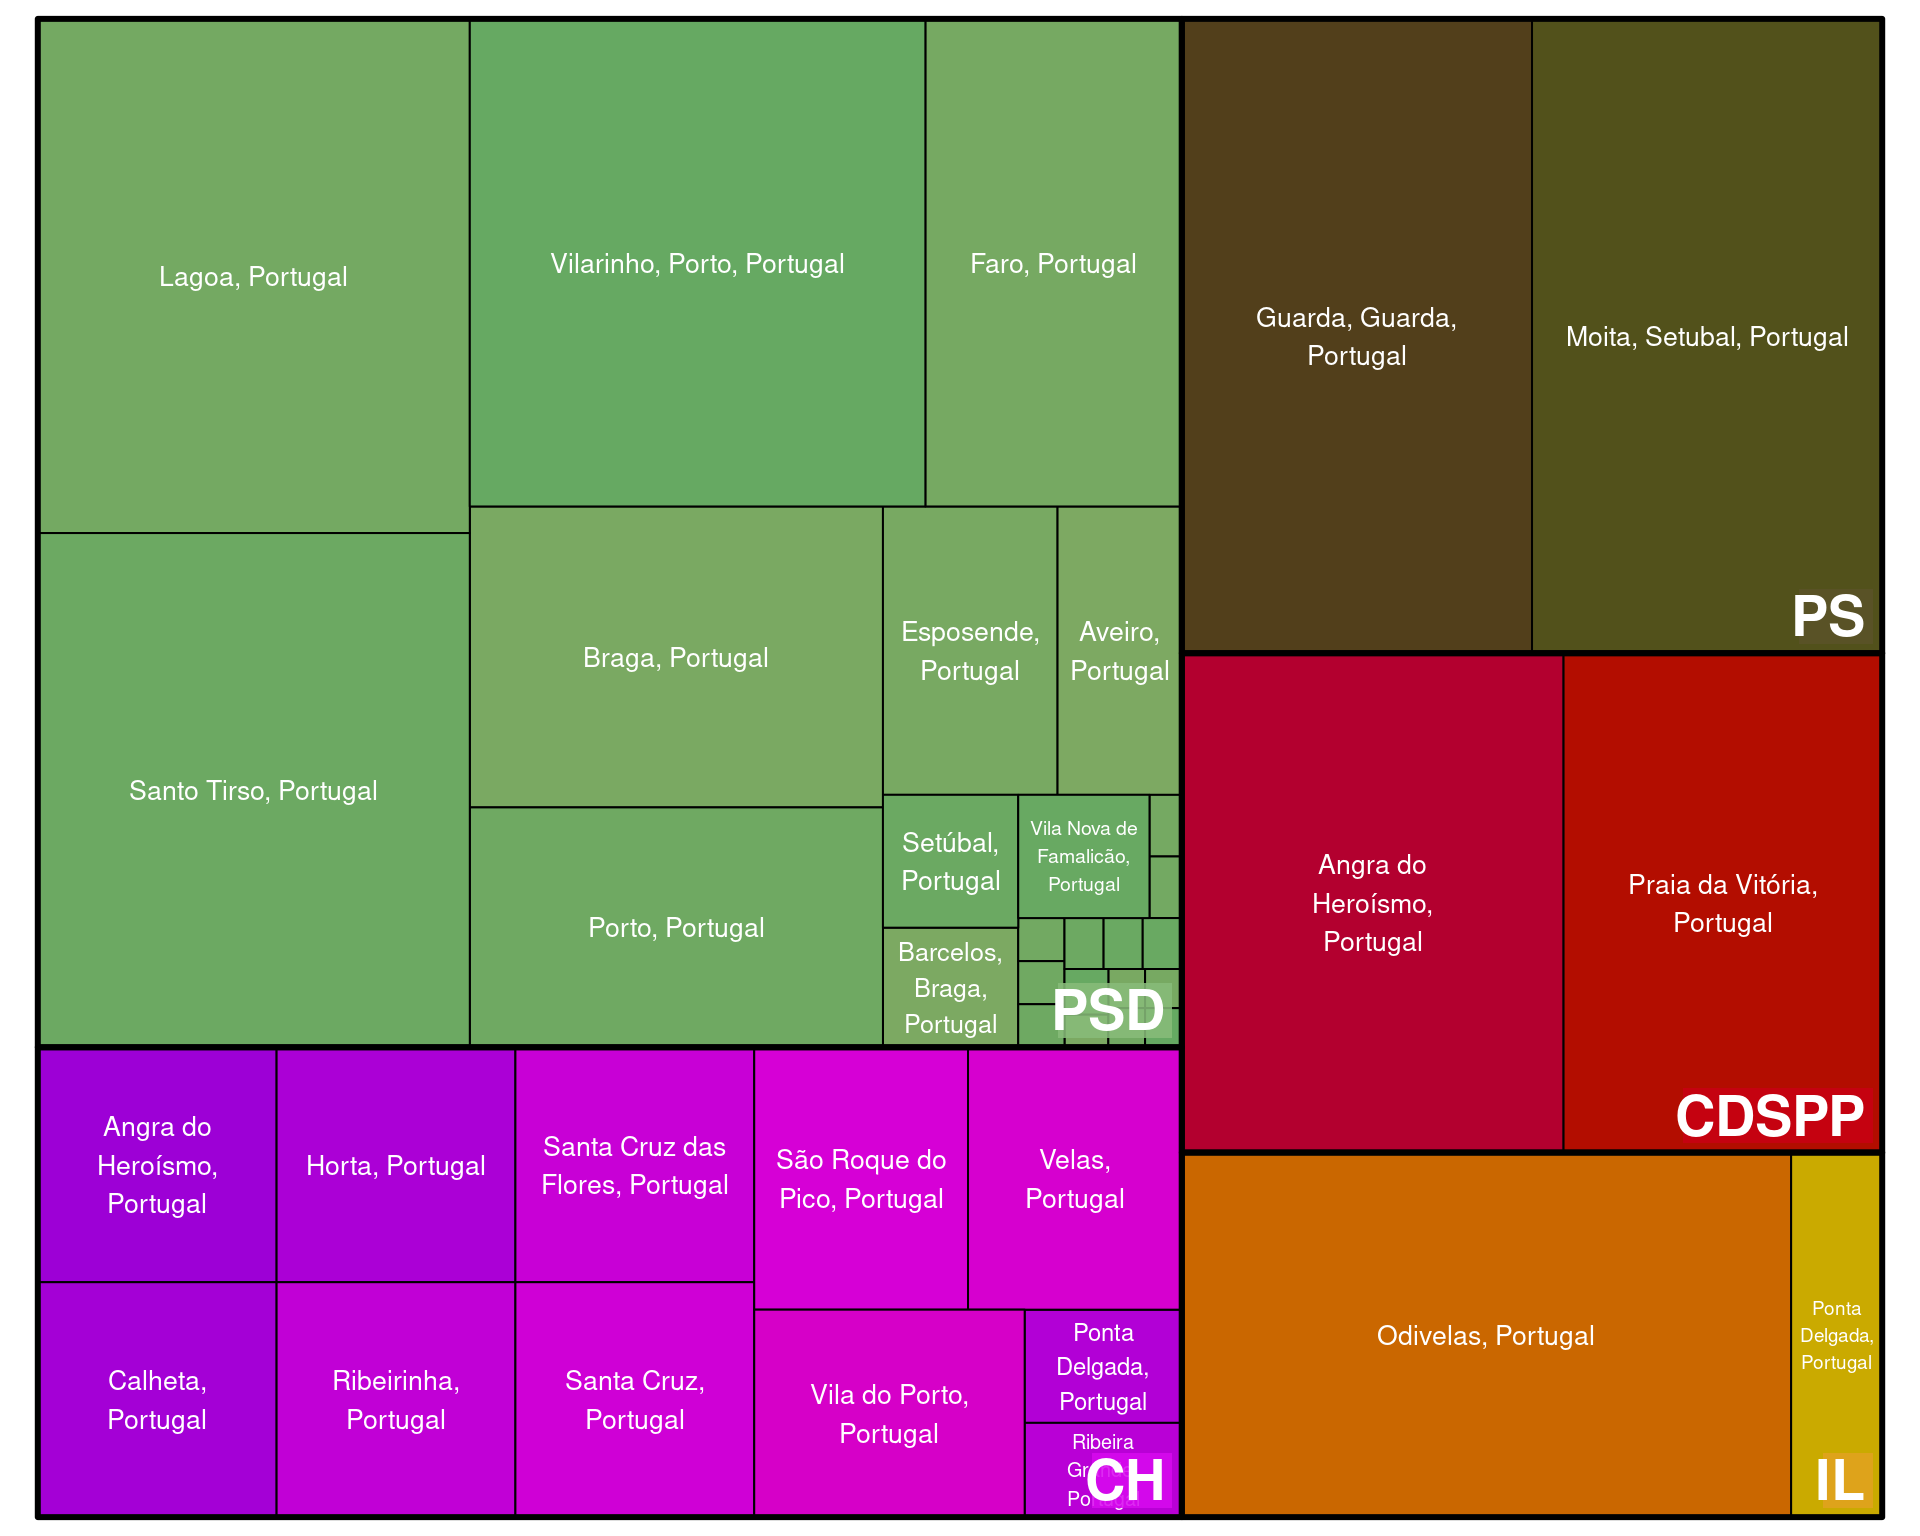 Lagoa, Portugal
Vilarinho, Porto, Portugal
Faro, Portugal
Santo Tirso, Portugal
Braga, Portugal
Esposende,
Portugal
Aveiro,
Portugal
Porto, Portugal
Setúbal,
Portugal
Vila Nova de
Famalicão,
Portugal
Barcelos,
Braga,
Portugal
PSD
Guarda, Guarda,
Portugal
Moita, Setubal, Portugal
PS
Angra do
Heroísmo,
Portugal
Praia da Vitória,
Portugal
CDSPP
Angra do
Heroísmo,
Portugal
Horta, Portugal
Santa Cruz das
Flores, Portugal
São Roque do
Pico, Portugal
Velas,
Portugal
Calheta,
Portugal
Ribeirinha,
Portugal
Santa Cruz,
Portugal
Vila do Porto,
Portugal
Ponta
Delgada,
Portugal
Ribeira
Grande,
Portugal
CH
Odivelas, Portugal
Ponta
Delgada,
Portugal
IL